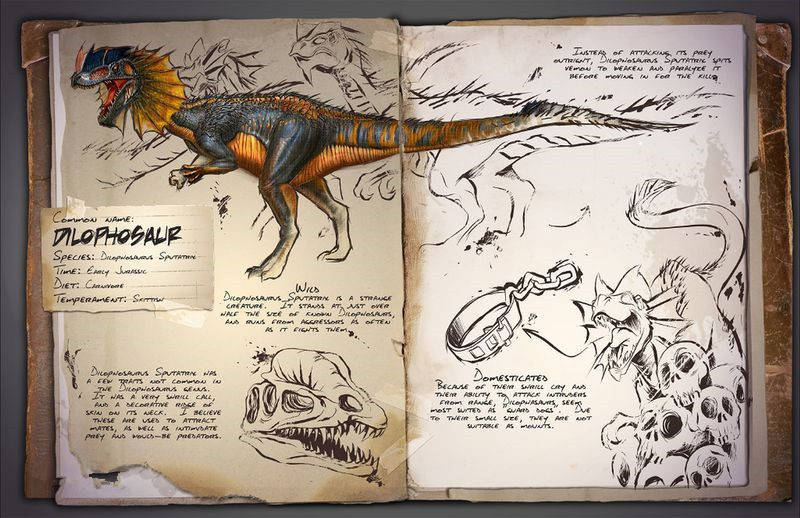 Common name:
Dilophosaur
Species: Dilophosaurus Sputatrix
Time: Early Jurassic
Diet: Carnivore
Temperament: Skittish
Wild
Dilophosaurus Sputatrix is a strange
creature. It stands at just over
half the size of known Dilophosaurs,
and runs from aggressors as often
as it fights them.
Dilophosaurus Sputatrix has
a few traits not common in
the Dilophosaurus genus.
It has a very shrill call,
and a decorative ridge of
skin on its neck. I believe
these are used to attract
mates, as well as intimidate
prey and would-be predators.
Instead of attacking its prey
outright, Dilophosaurus Sputatrix spits
venom to weaken and paralyze it
before moving in for the kill.
Domesticated
Because of their shrill cry and
their ability to attack intruders
from range, Dilophasaurs, seem
most suited as guard dogs. Due
to their small size, they are not
suitable as mounts.